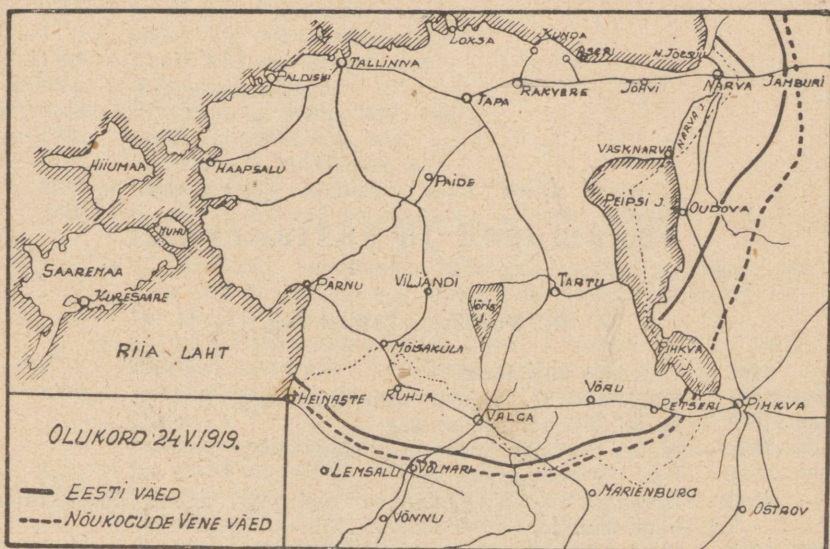 LOKSA
KUNDA
ASERI
N. JÕESU
TALLINNA
PALDISKI
TAPA
RAKVERE
JÕHVI
NARVA
JAMBURI
NARVA J.
HIIUMAA
HAAPSALU
PAIDE
VASKNARVA
PEIPSI J.
OUDOVA
MUHU
SAAREMAA
KURESAARE
PÄRNU
VILJANDI
TARTU
VÕRTS J.
RIIA LAHT
MÕISAKÜLA
PIHKVA J.
HEINASTE
RUHJA
VALGA
VÕRU
PETSERI
PIHKVA
OLUKORD 24.V.1919.
LEMSALU
VOLMARI
MARIENBURG
EESTI VÄED
NÕUKOGUDE VENE VÄED
VÕNNU
OSTROV